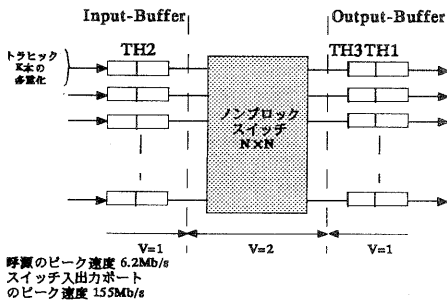 Input-Buffer
Output-Buffer
トラヒック
K本の
多重化
TH2
TH3TH1
ノンブロック
スイッチ
N×N
V=1
V=2
V=1
呼源のピーク速度 6.2Mb/s
スイッチ入出力ポート
のピーク速度 155Mb/s